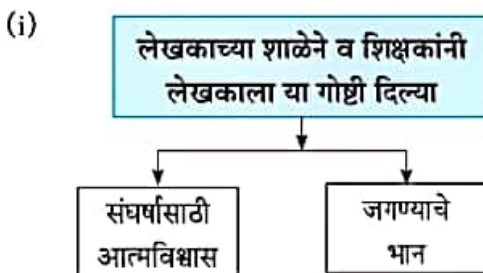 (i)
लेखकाच्या शाळेने व शिक्षकांनी
लेखकाला या गोष्टी दिल्या
संघर्षासाठी
आत्मविश्वास
जगण्याचे
भान